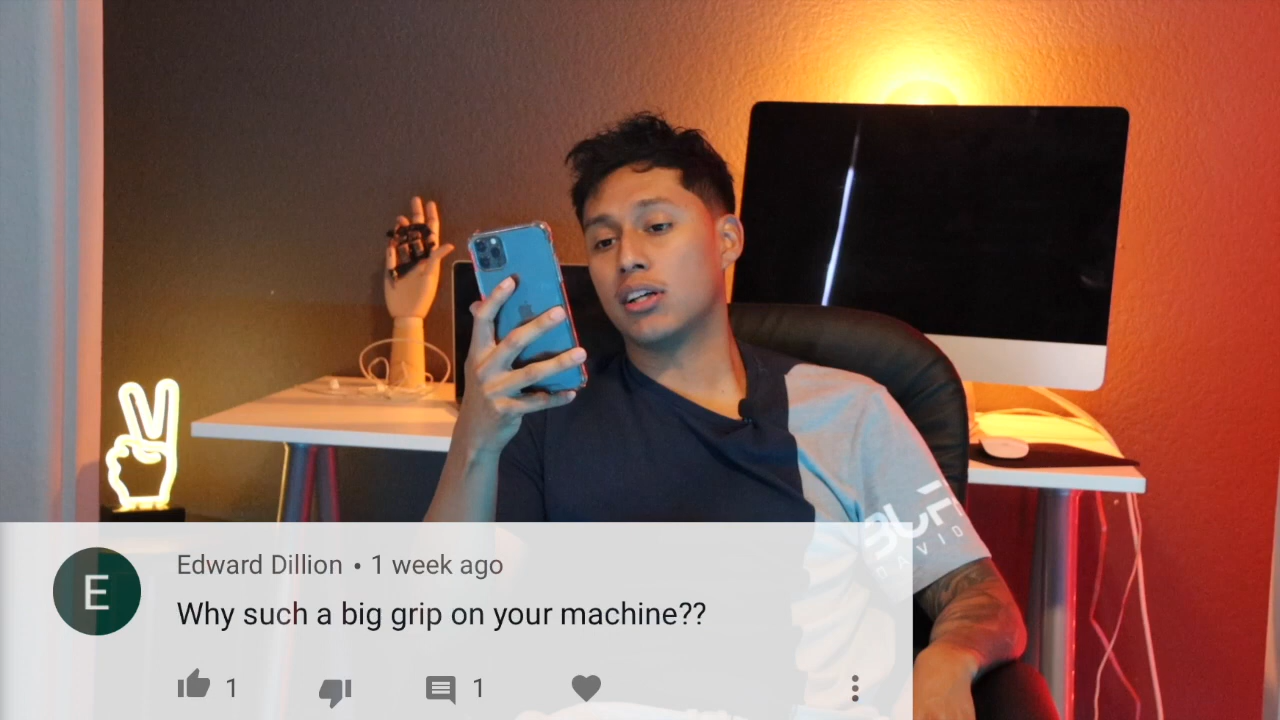 E
Edward Dillion • 1 week ago
Why such a big grip on your machine??
1
1